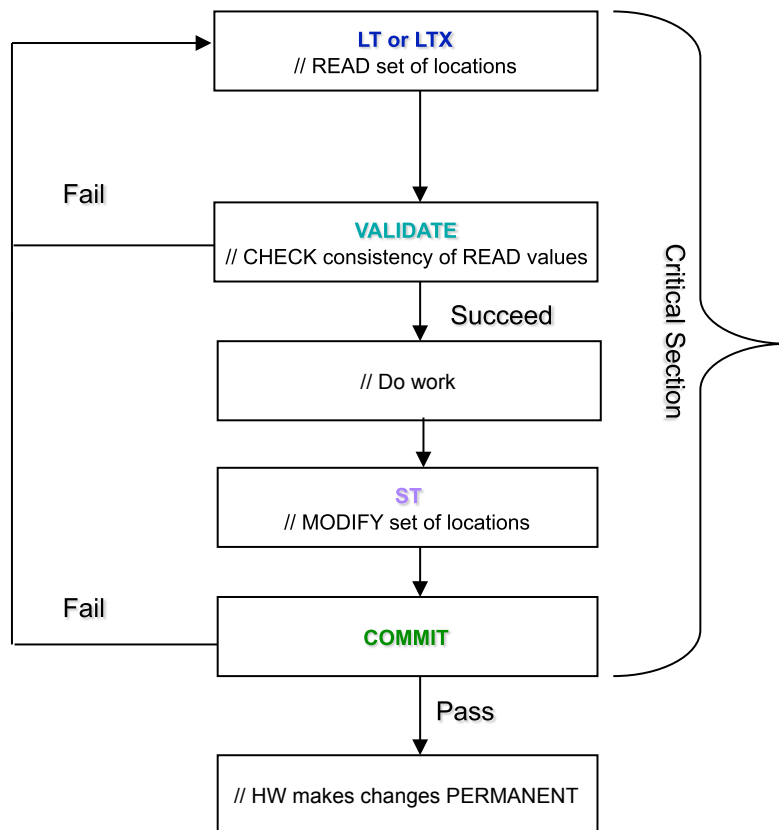 LT or LTX
// READ set of locations
Fail
VALIDATE
// CHECK consistency of READ values
Critical Section
Succeed
// Do work
ST
// MODIFY set of locations
Fail
COMMIT
Pass
// HW makes changes PERMANENT